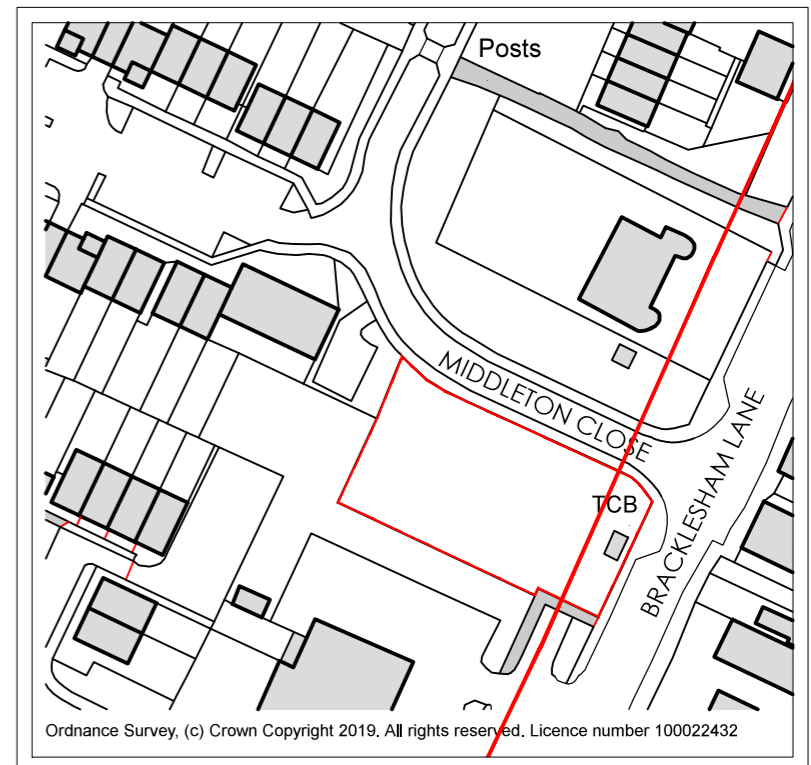 Posts
MIDDLETON CLOSE
BRACKLESHAM LANE
TCB
Ordnance Survey, (c) Crown Copyright 2019. All rights reserved. Licence number 100022432